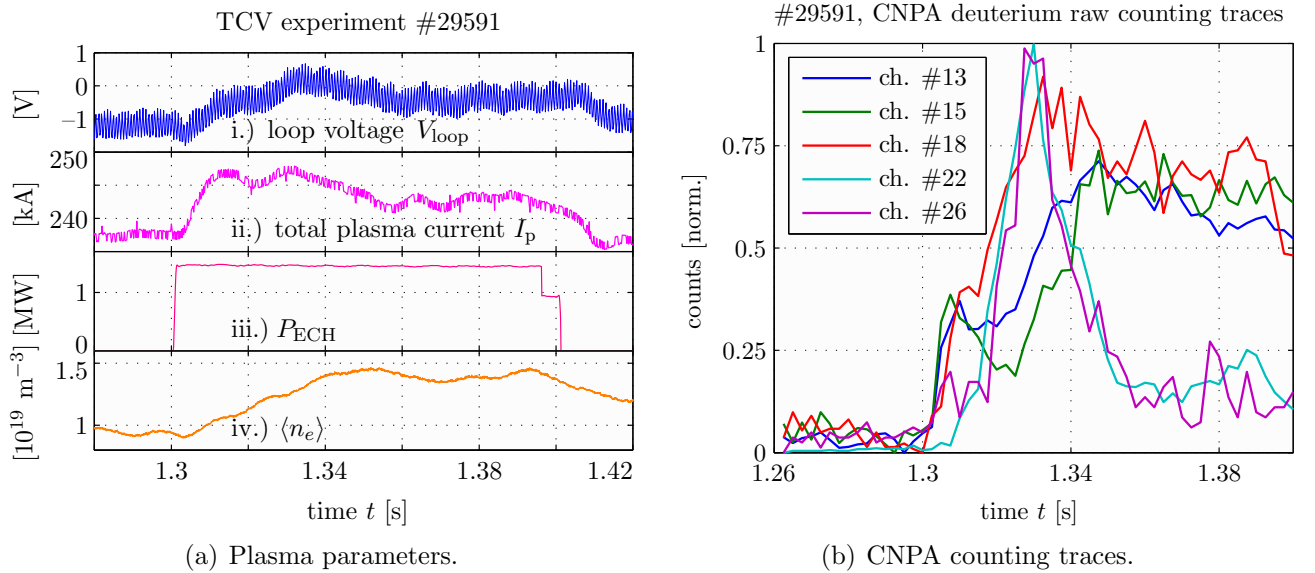 TCV experiment #29591
1
0
−1
[V]
i.) loop voltage V_loop
250
240
[kA]
ii.) total plasma current I_p
1
0
[MW]
iii.) P_ECH
1.5
1
[10^19 m^−3]
iv.) ⟨n_e⟩
1.3 1.34 1.38 1.42
time t [s]
(a) Plasma parameters.
#29591, CNPA deuterium raw counting traces
1
0.75
0.5
0.25
0
counts [norm.]
ch. #13
ch. #15
ch. #18
ch. #22
ch. #26
1.26 1.3 1.34 1.38
time t [s]
(b) CNPA counting traces.